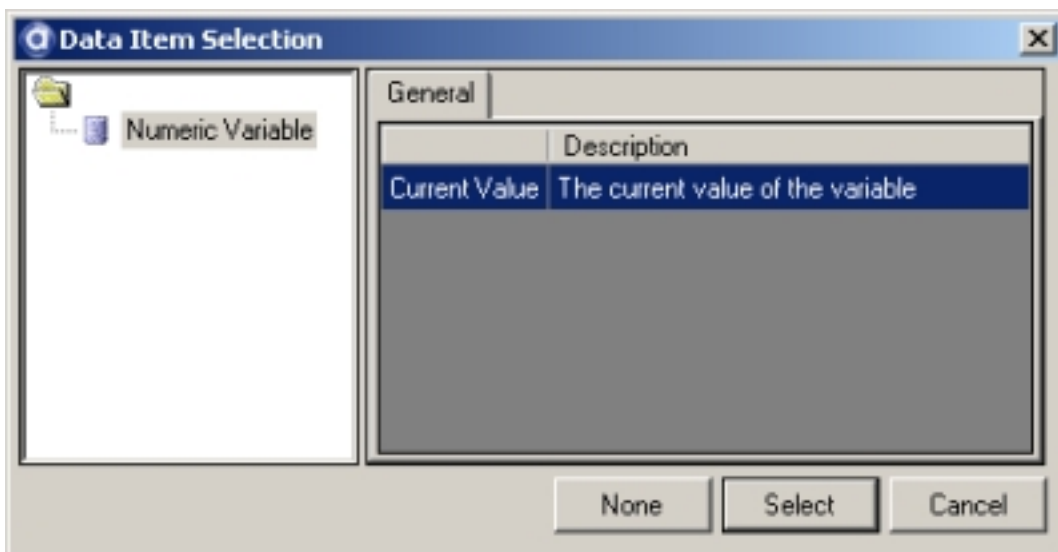 Data Item Selection
Numeric Variable
General
Description
Current Value The current value of the variable
None Select Cancel